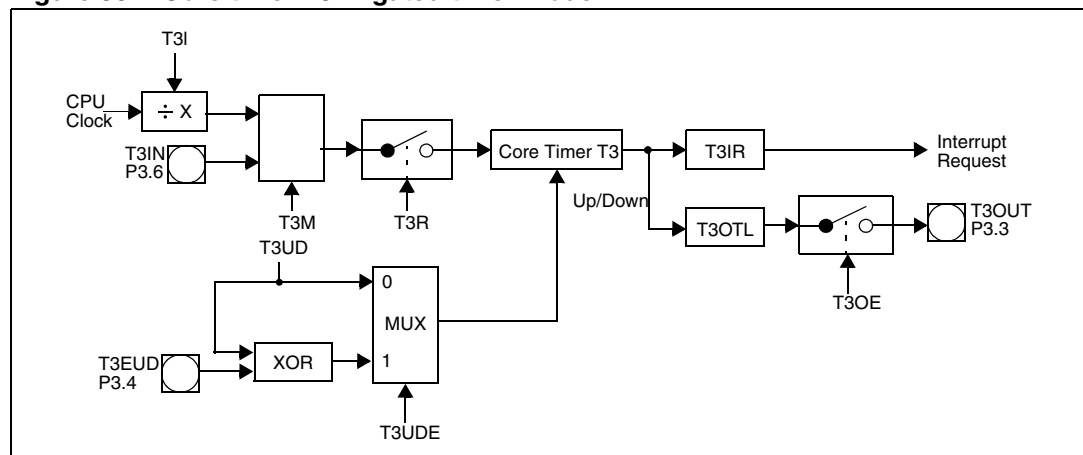 T3I
CPU
Clock
÷ X
T3IN
P3.6
T3M
T3R
Core Timer T3
Up/Down
T3IR
Interrupt
Request
T3OTL
T3OUT
P3.3
T3OE
T3UD
0
MUX
1
XOR
T3EUD
P3.4
T3UDE